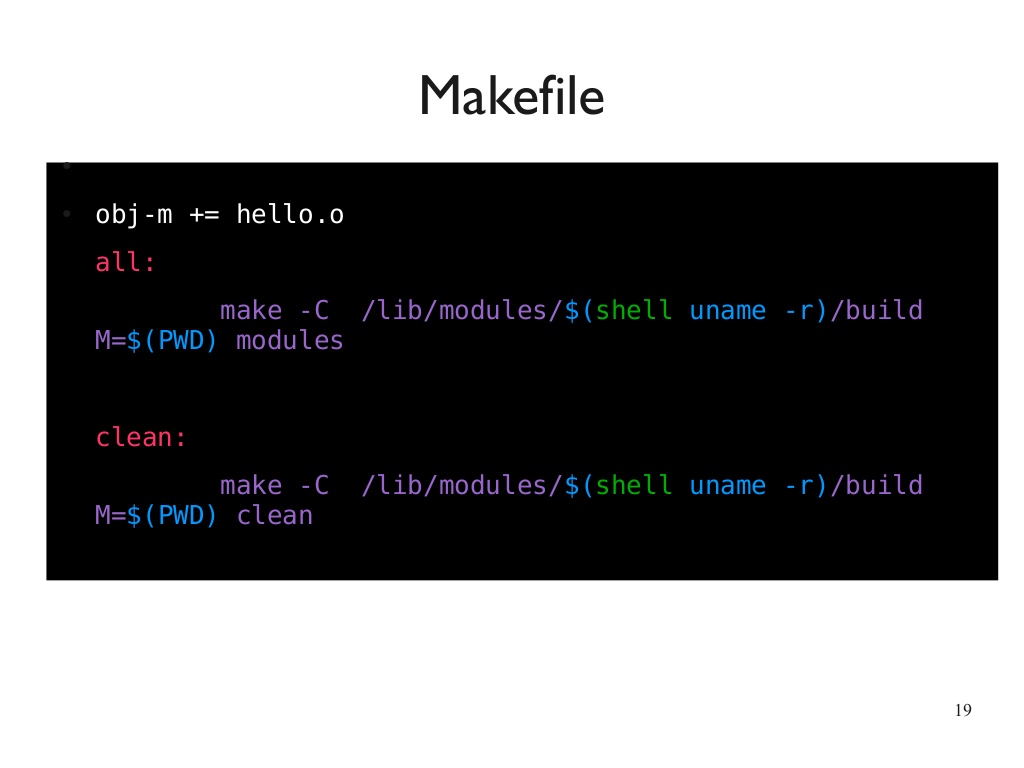 Makefile
obj-m += hello.o
all:
make -C  /lib/modules/$(shell uname -r)/build
M=$(PWD) modules
clean:
make -C  /lib/modules/$(shell uname -r)/build
M=$(PWD) clean
19